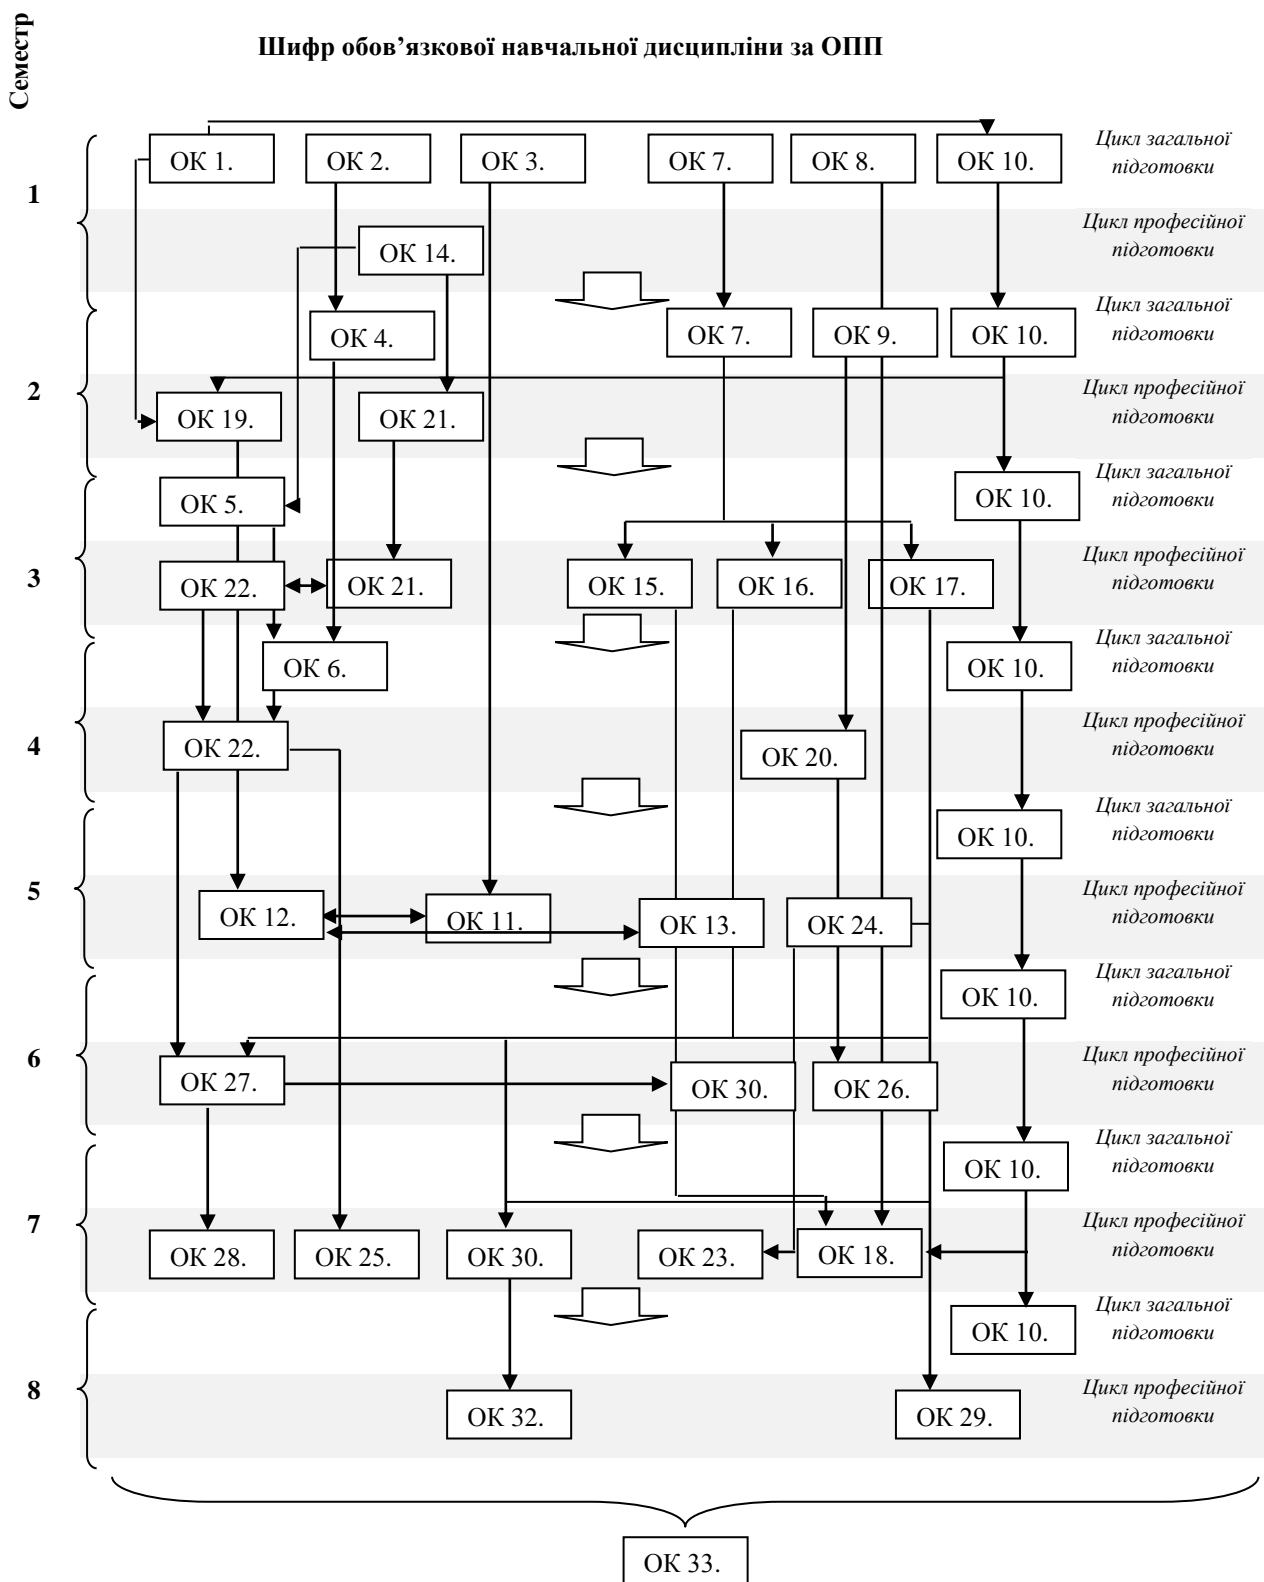 Семестр
Шифр обов’язкової навчальної дисципліни за ОПП
Цикл загальної
підготовки
ОК 1.
ОК 2.
ОК 3.
ОК 7.
ОК 8.
ОК 10.
1
Цикл професійної
підготовки
ОК 14.
Цикл загальної
підготовки
ОК 4.
ОК 7.
ОК 9.
ОК 10.
2
Цикл професійної
підготовки
ОК 19.
ОК 21.
Цикл загальної
підготовки
ОК 5.
ОК 10.
3
Цикл професійної
підготовки
ОК 22.
ОК 21.
ОК 15.
ОК 16.
ОК 17.
Цикл загальної
підготовки
ОК 6.
ОК 10.
4
Цикл професійної
підготовки
ОК 22.
ОК 20.
Цикл загальної
підготовки
ОК 10.
5
Цикл професійної
підготовки
ОК 12.
ОК 11.
ОК 13.
ОК 24.
Цикл загальної
підготовки
ОК 10.
6
Цикл професійної
підготовки
ОК 27.
ОК 30.
ОК 26.
Цикл загальної
підготовки
ОК 10.
7
Цикл професійної
підготовки
ОК 28.
ОК 25.
ОК 30.
ОК 23.
ОК 18.
Цикл загальної
підготовки
ОК 10.
8
Цикл професійної
підготовки
ОК 32.
ОК 29.
ОК 33.